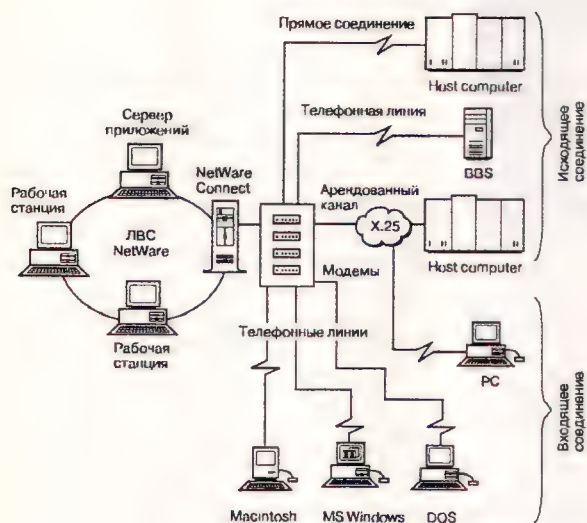 Прямое соединение
Host computer
Телефонная линия
BBS
Исходящее
соединение
Сервер
приложений
NetWare
Connect
Рабочая
станция
ЛВС
NetWare
Арендованный
канал
X.25
Host computer
Модемы
Рабочая
станция
Телефонные линии
PC
Входящее
соединение
Macintosh
MS Windows
DOS